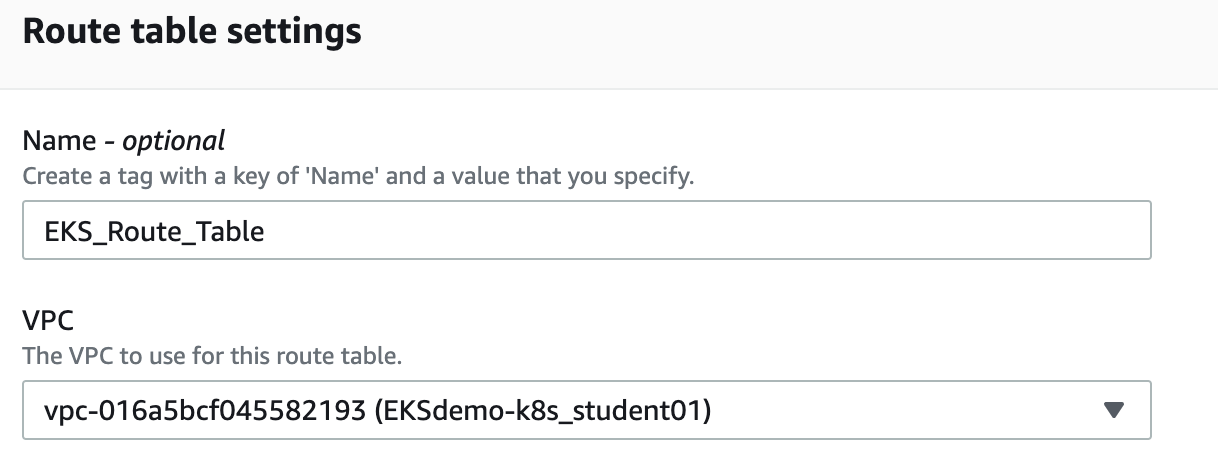 Route table settings
Name - optional
Create a tag with a key of 'Name' and a value that you specify.
EKS_Route_Table
VPC
The VPC to use for this route table.
vpc-016a5bcf045582193 (EKSdemo-k8s_student01)